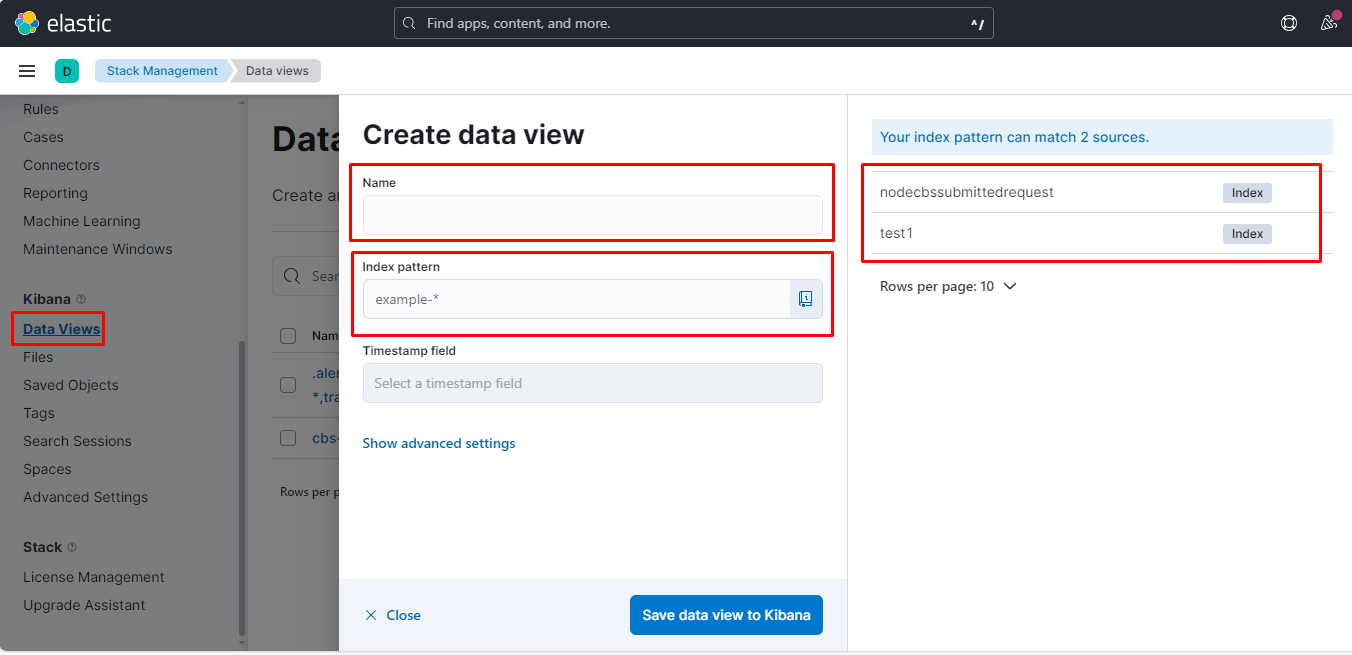 elastic
Find apps, content, and more.
^/
D
Stack Management
Data views
Rules
Cases
Connectors
Reporting
Machine Learning
Maintenance Windows
Kibana
Data Views
Files
Saved Objects
Tags
Search Sessions
Spaces
Advanced Settings
Stack
License Management
Upgrade Assistant
Data
Create an
Sear
Nam
.aler
*,tra
cbs-
Rows per p
Create data view
Name
Index pattern
example-*
Timestamp field
Select a timestamp field
Show advanced settings
Close
Save data view to Kibana
Your index pattern can match 2 sources.
nodecbssubmittedrequest Index
test1 Index
Rows per page: 10